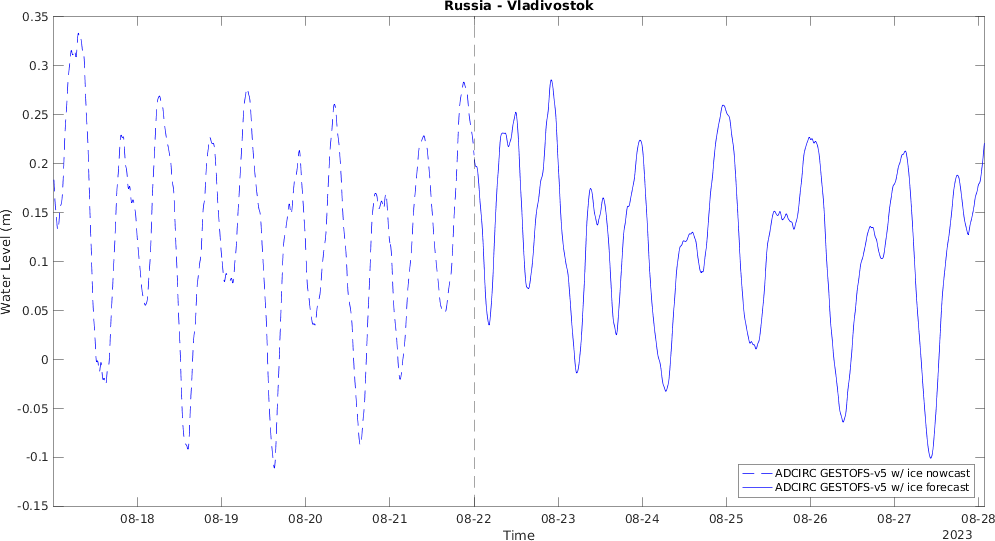 Russia - Vladivostok
0.35
0.3
0.25
0.2
0.15
0.1
0.05
0
-0.05
-0.1
-0.15
Water Level (m)
ADCIRC GESTOFS-v5 w/ ice nowcast
ADCIRC GESTOFS-v5 w/ ice forecast
08-18 08-19 08-20 08-21 08-22 08-23 08-24 08-25 08-26 08-27 08-28
Time
2023